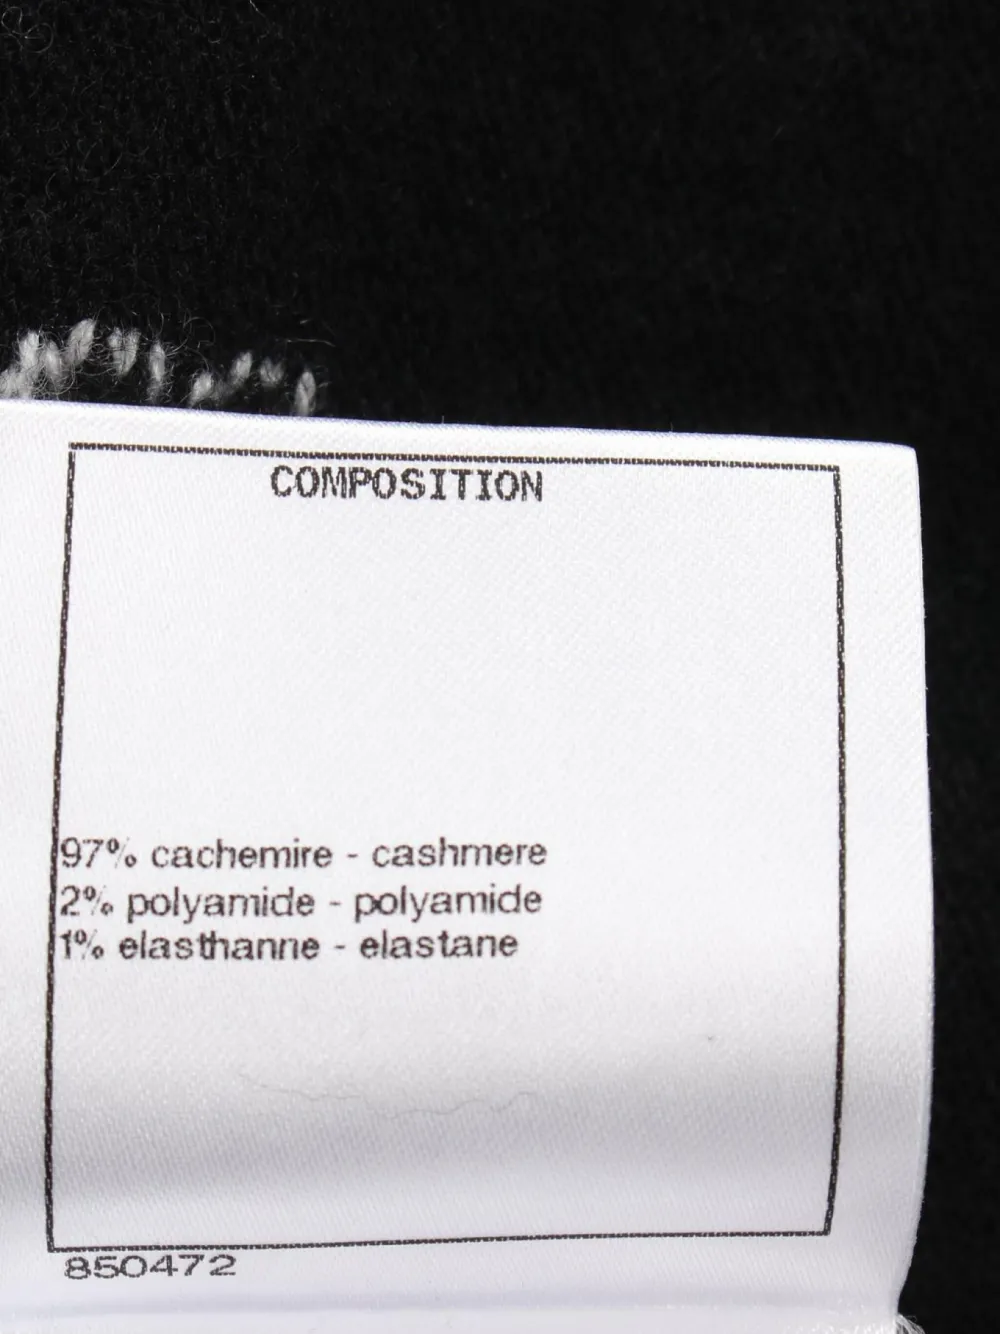 COMPOSITION
97% cachemire - cashmere
2% polyamide - polyamide
1% elasthanne - elastane
850472